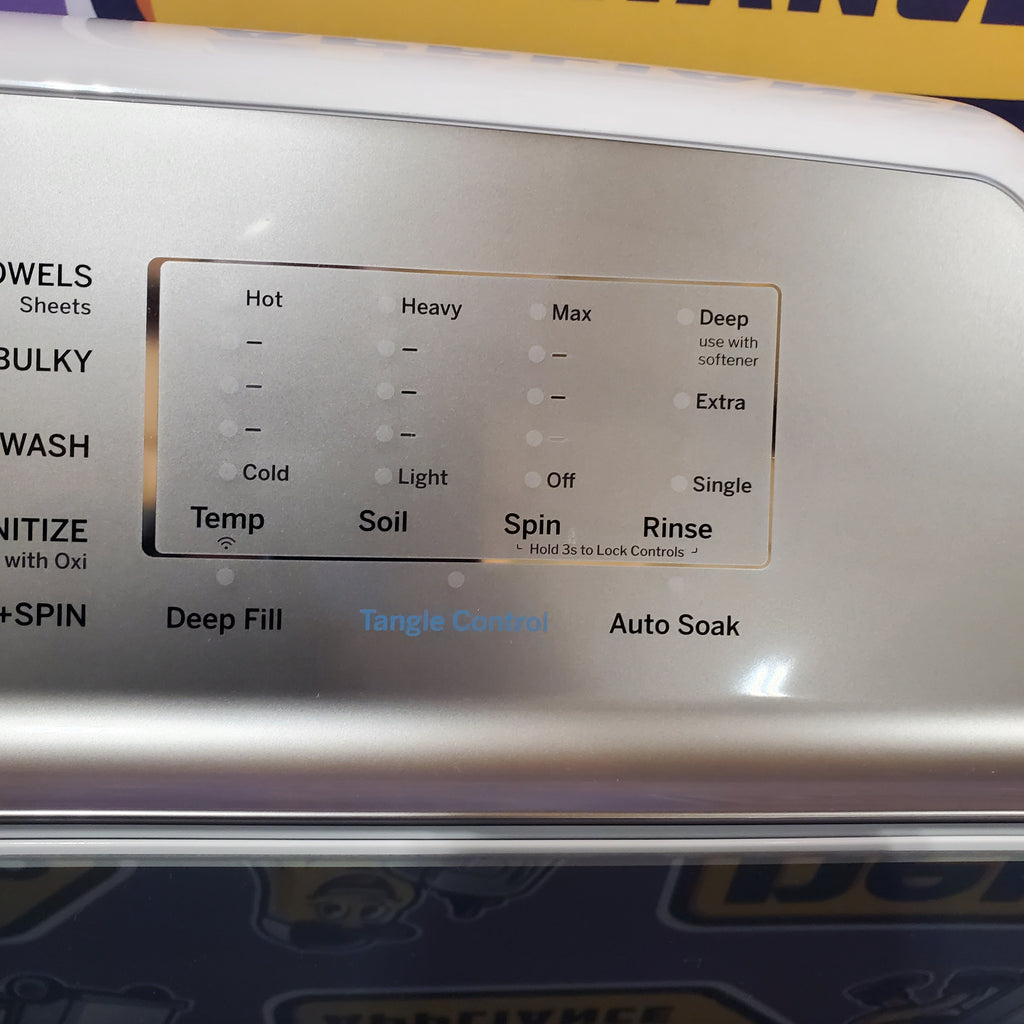 OWELS
Sheets
BULKY
WASH
NITIZE
with Oxi
+SPIN
Hot Heavy Max Deep
use with
softener
– – –
– – – Extra
– – –
Cold Light Off Single
Temp Soil Spin Rinse
Hold 3s to Lock Controls
Deep Fill Tangle Control Auto Soak